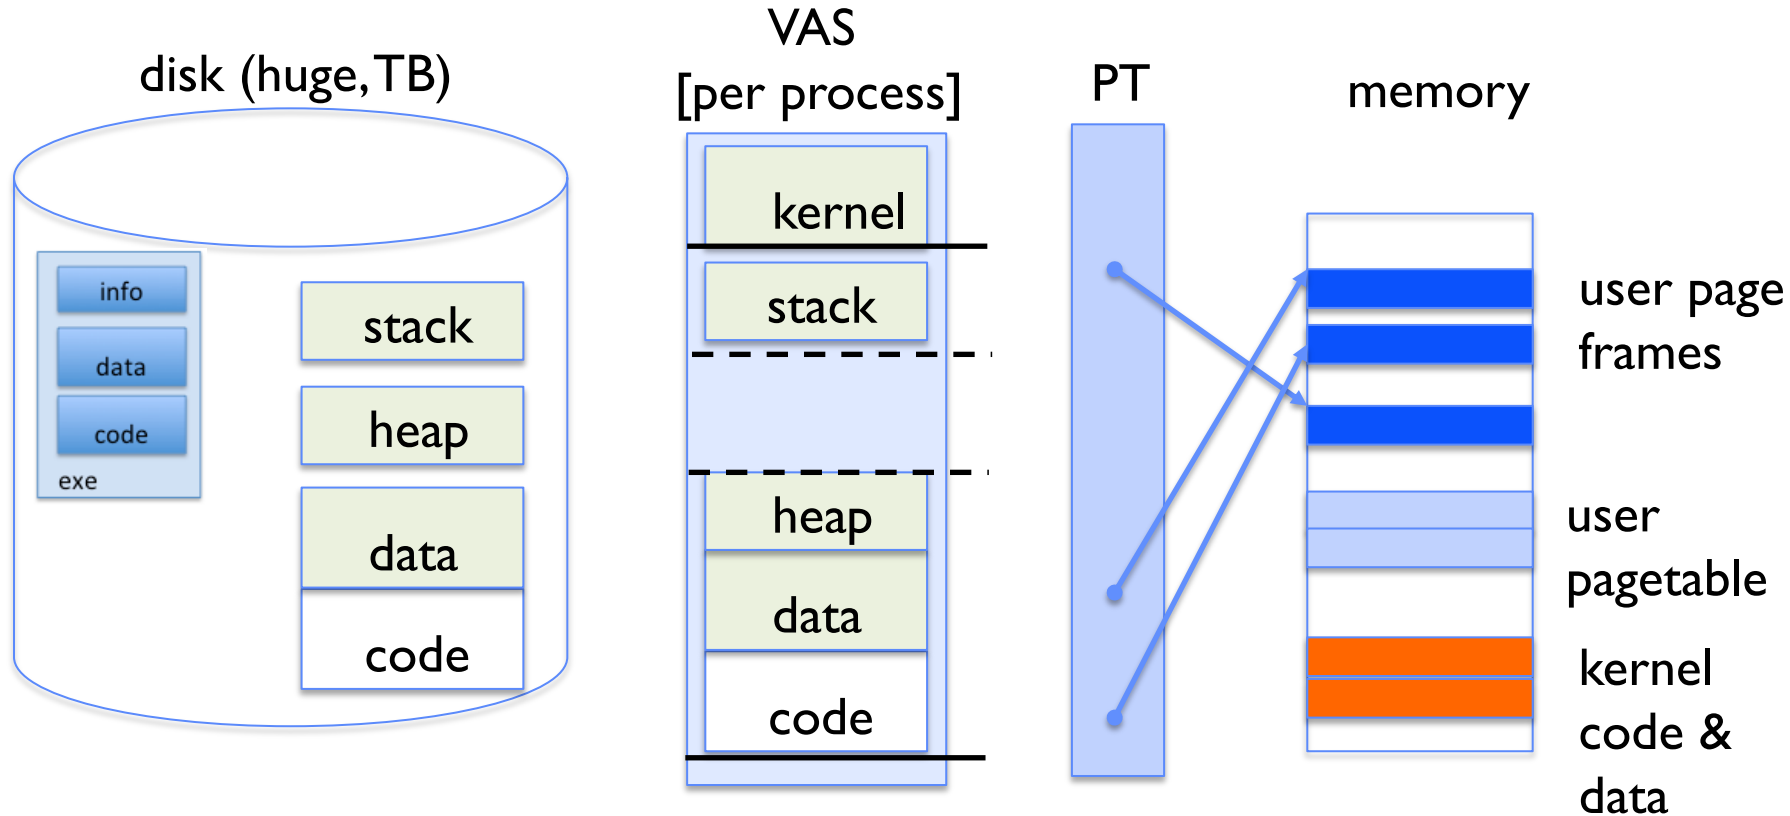 disk (huge, TB)
info
data
code
exe
stack
heap
data
code
VAS
[per process]
kernel
stack
heap
data
code
PT
memory
user page
frames
user
pagetable
kernel
code &
data